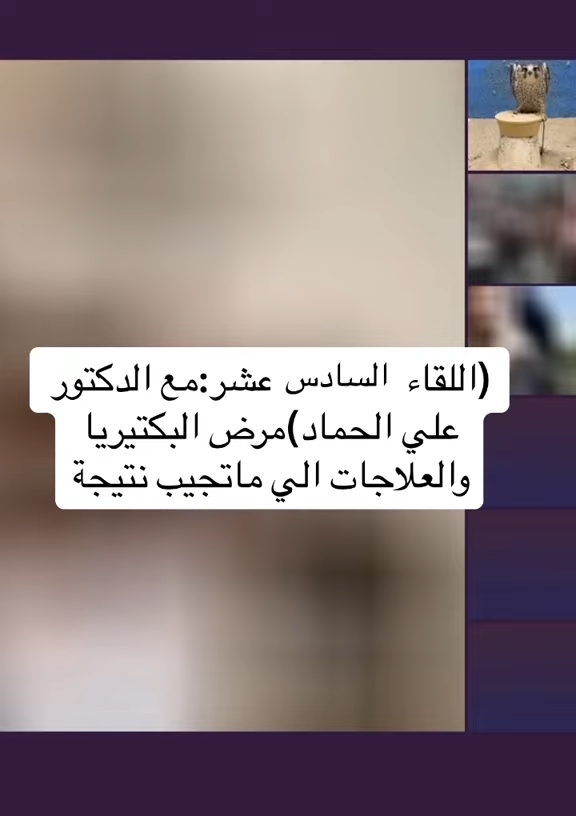 (اللقاء السادس عشر:مع الدكتور
علي الحماد)مرض البكتيريا
والعلاجات الي ماتجيب نتيجة